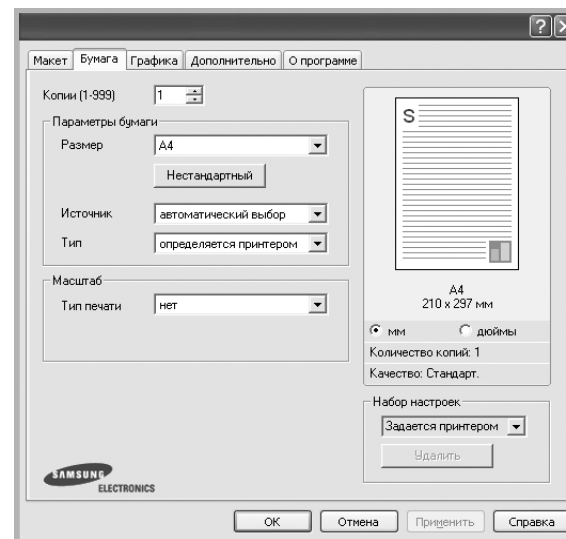 Макет Бумага Графика Дополнительно О программе
Копии (1-999) 1
Параметры бумаги
Размер A4
Нестандартный
Источник автоматический выбор
Тип определяется принтером
Масштаб
Тип печати нет
S
A4
210 x 297 мм
мм дюймы
Количество копий: 1
Качество: Стандарт.
Набор настроек
Задается принтером
Удалить
SAMSUNG
ELECTRONICS
OK Отмена Применить Справка